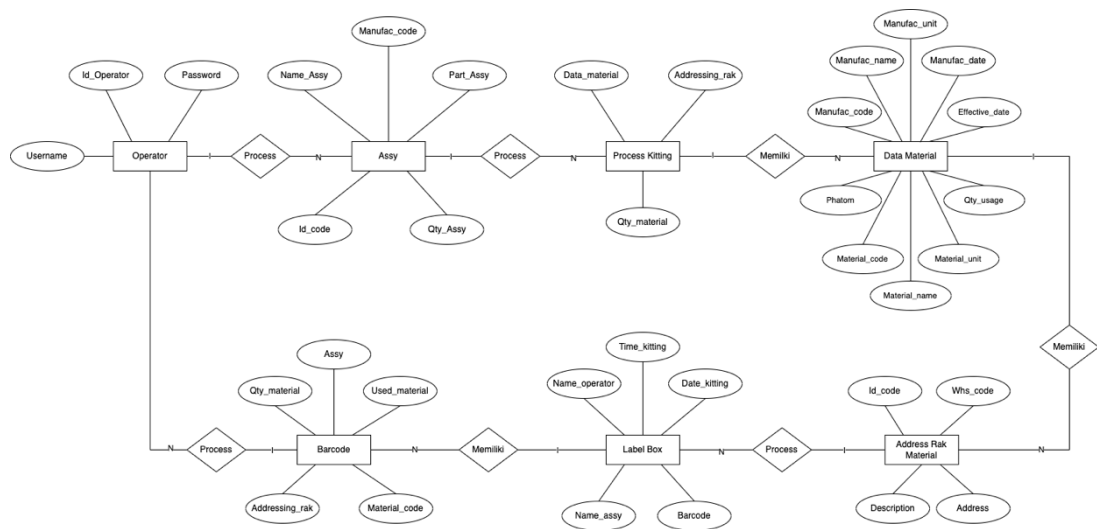 Manufac_unit
Manufac_code
Id_Operator
Password
Name_Assy
Part_Assy
Data_material
Addressing_rak
Manufac_name
Manufac_date
Manufac_code
Effective_date
Username
Operator
I
Process
N
Assy
I
Process
N
Process Kitting
I
Memilki
N
Data Material
I
Phatom
Qty_usage
Id_code
Qty_Assy
Qty_material
Material_code
Material_unit
Material_name
Memiliki
Assy
Time_kitting
Qty_material
Used_material
Name_operator
Date_kitting
Id_code
Whs_code
N
Process
I
Barcode
N
Memiliki
I
Label Box
N
Process
I
Address Rak
Material
N
Addressing_rak
Material_code
Name_assy
Barcode
Description
Address